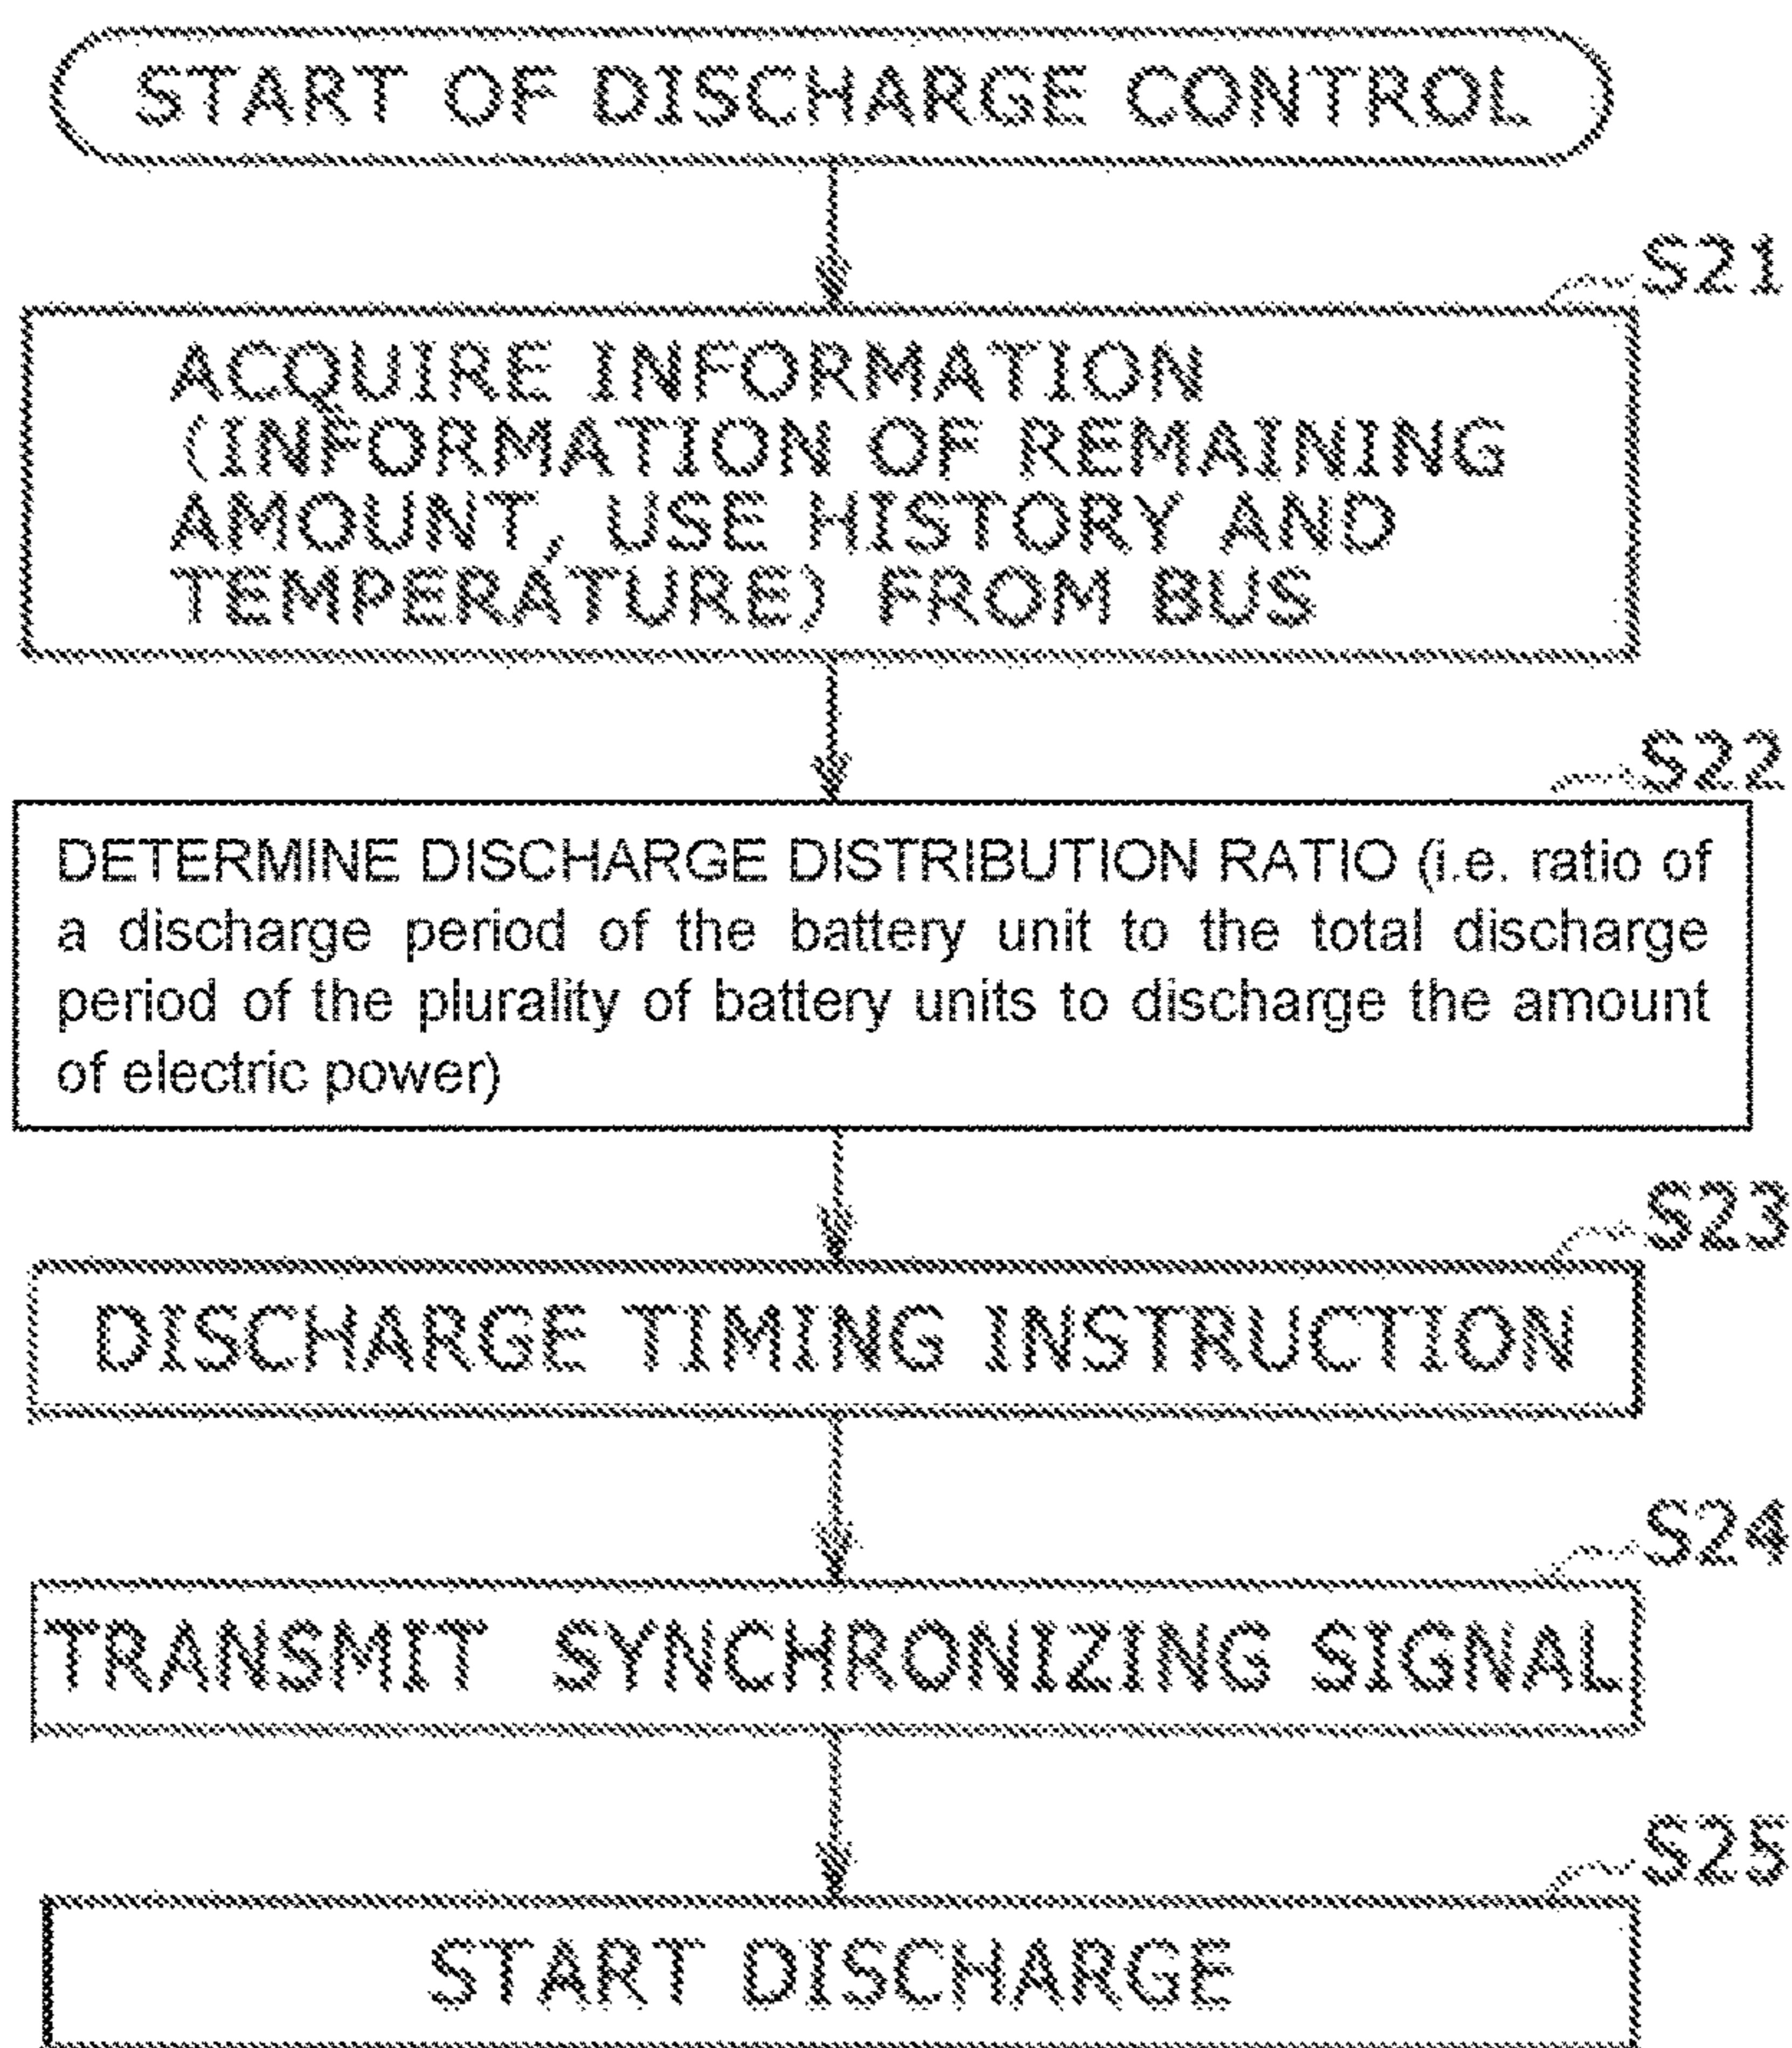 START OF DISCHARGE CONTROL
S21
ACQUIRE INFORMATION
(INFORMATION OF REMAINING
AMOUNT, USE HISTORY AND
TEMPERATURE) FROM BUS
S22
DETERMINE DISCHARGE DISTRIBUTION RATIO (i.e. ratio of
a discharge period of the battery unit to the total discharge
period of the plurality of battery units to discharge the amount
of electric power)
S23
DISCHARGE TIMING INSTRUCTION
S24
TRANSMIT SYNCHRONIZING SIGNAL
S25
START DISCHARGE